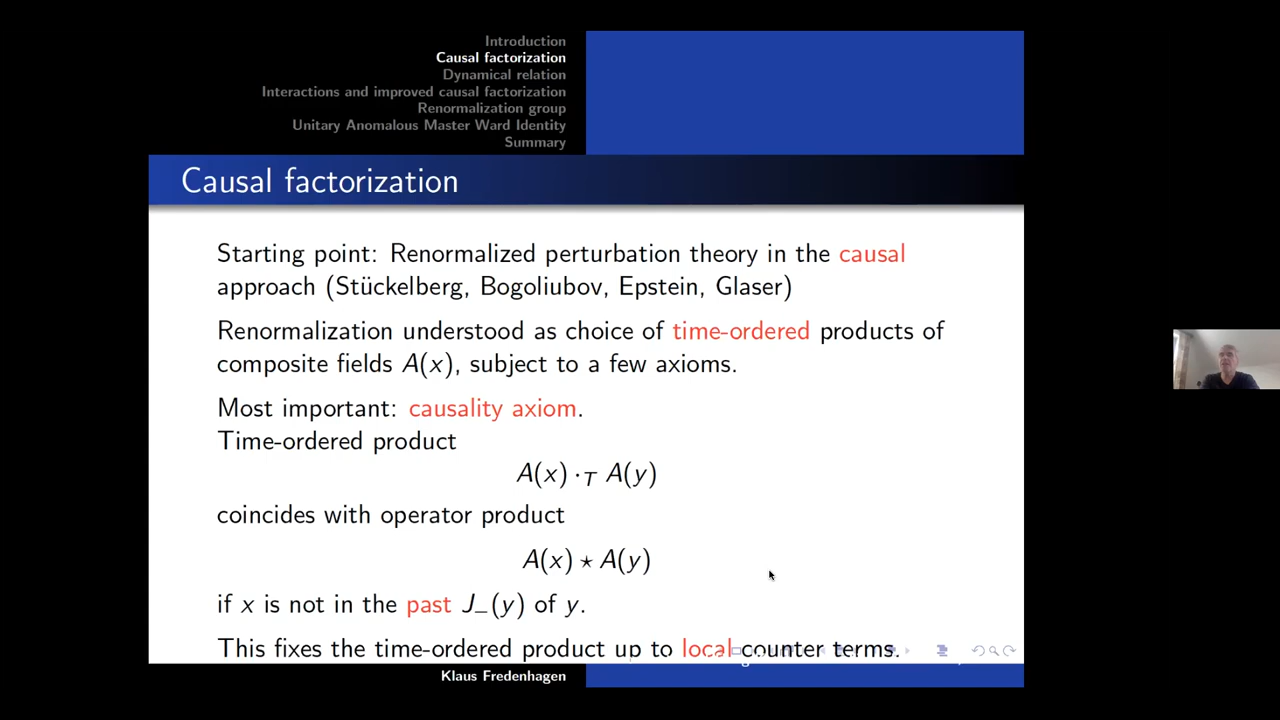 Introduction
Causal factorization
Dynamical relation
Interactions and improved causal factorization
Renormalization group
Unitary Anomalous Master Ward Identity
Summary
Causal factorization
Starting point: Renormalized perturbation theory in the causal
approach (Stückelberg, Bogoliubov, Epstein, Glaser)
Renormalization understood as choice of time-ordered products of
composite fields A(x), subject to a few axioms.
Most important: causality axiom.
Time-ordered product
A(x) ·T A(y)
coincides with operator product
A(x) ⋆ A(y)
if x is not in the past J−(y) of y.
This fixes the time-ordered product up to local counter terms.
Klaus Fredenhagen